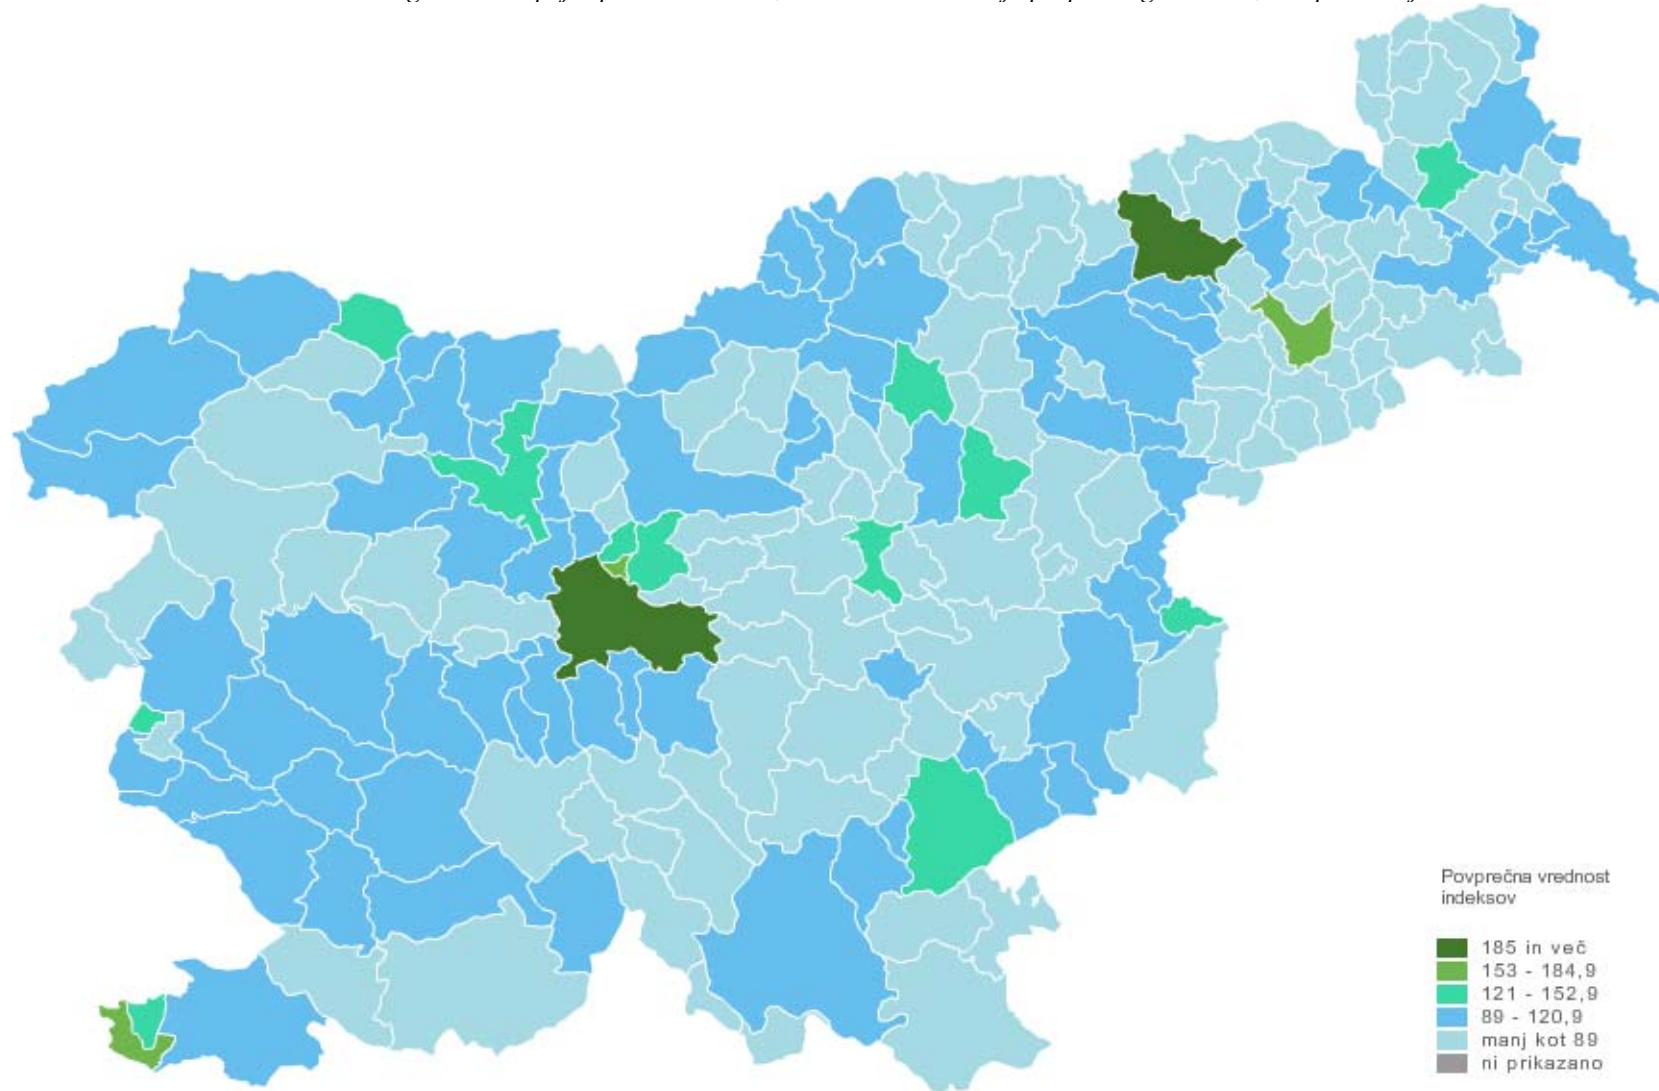 Povprečna vrednost
indeksov
185 in več
153 - 184,9
121 - 152,9
89 - 120,9
manj kot 89
ni prikazano